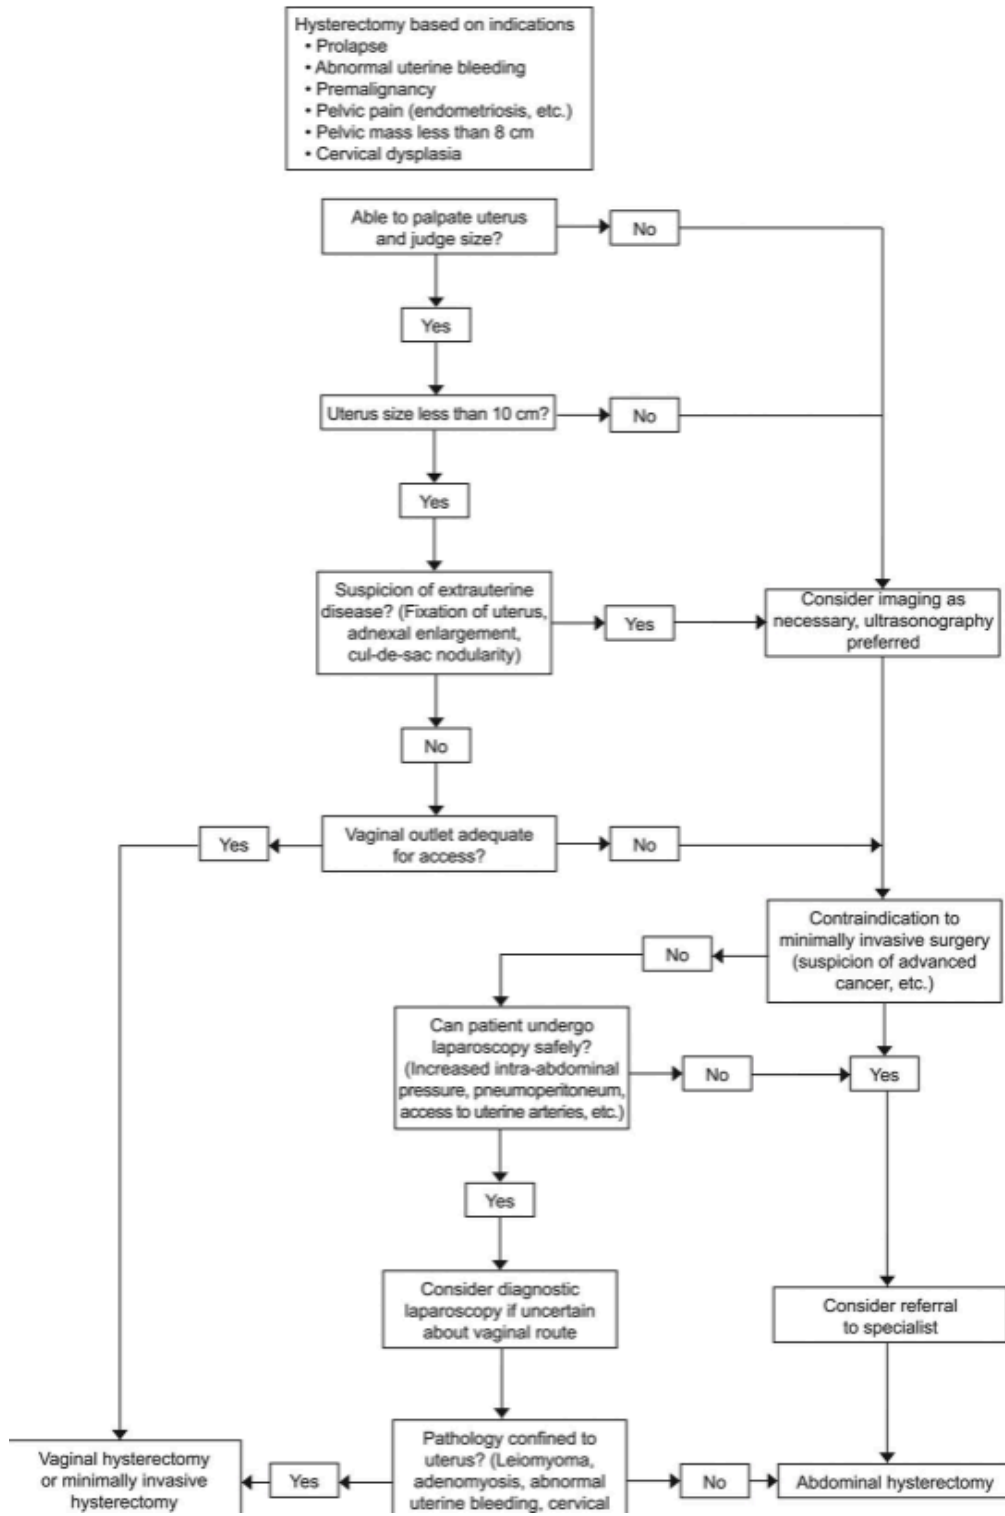 Hysterectomy based on indications
• Prolapse
• Abnormal uterine bleeding
• Premalignancy
• Pelvic pain (endometriosis, etc.)
• Pelvic mass less than 8 cm
• Cervical dysplasia
Able to palpate uterus
and judge size?
No
Yes
Uterus size less than 10 cm?
No
Yes
Suspicion of extrauterine
disease? (Fixation of uterus,
adnexal enlargement,
cul-de-sac nodularity)
Yes
Consider imaging as
necessary, ultrasonography
preferred
No
Yes
Vaginal outlet adequate
for access?
No
Contraindication to
minimally invasive surgery
(suspicion of advanced
cancer, etc.)
No
Can patient undergo
laparoscopy safely?
(Increased intra-abdominal
pressure, pneumoperitoneum,
access to uterine arteries, etc.)
No
Yes
Yes
Consider diagnostic
laparoscopy if uncertain
about vaginal route
Consider referral
to specialist
Vaginal hysterectomy
or minimally invasive
hysterectomy
Yes
Pathology confined to
uterus? (Leiomyoma,
adenomyosis, abnormal
uterine bleeding, cervical
No
Abdominal hysterectomy